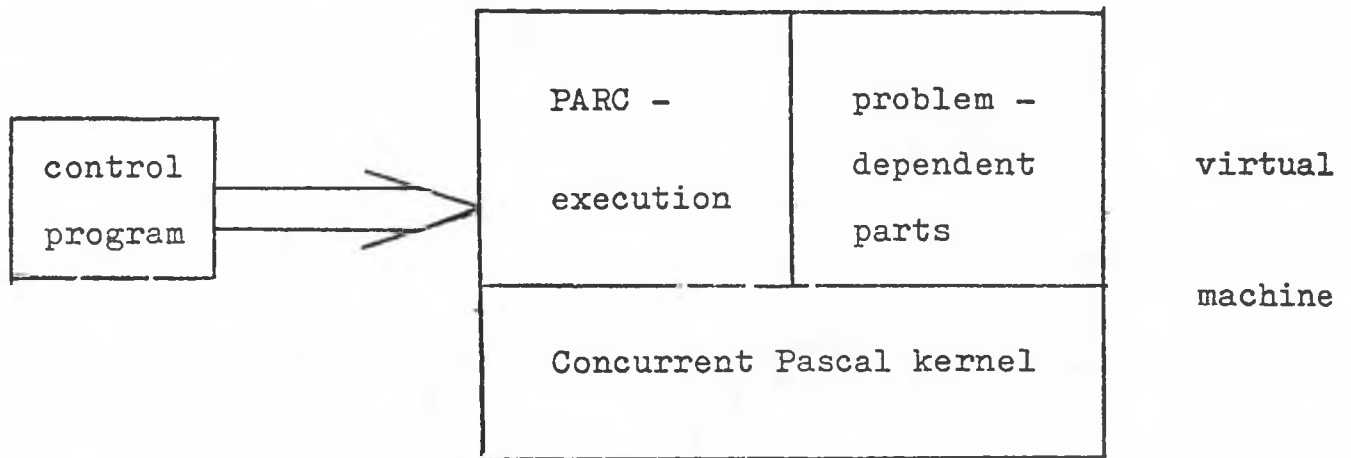 control
program
PARC -
execution
problem -
dependent
parts
virtual
machine
Concurrent Pascal kernel